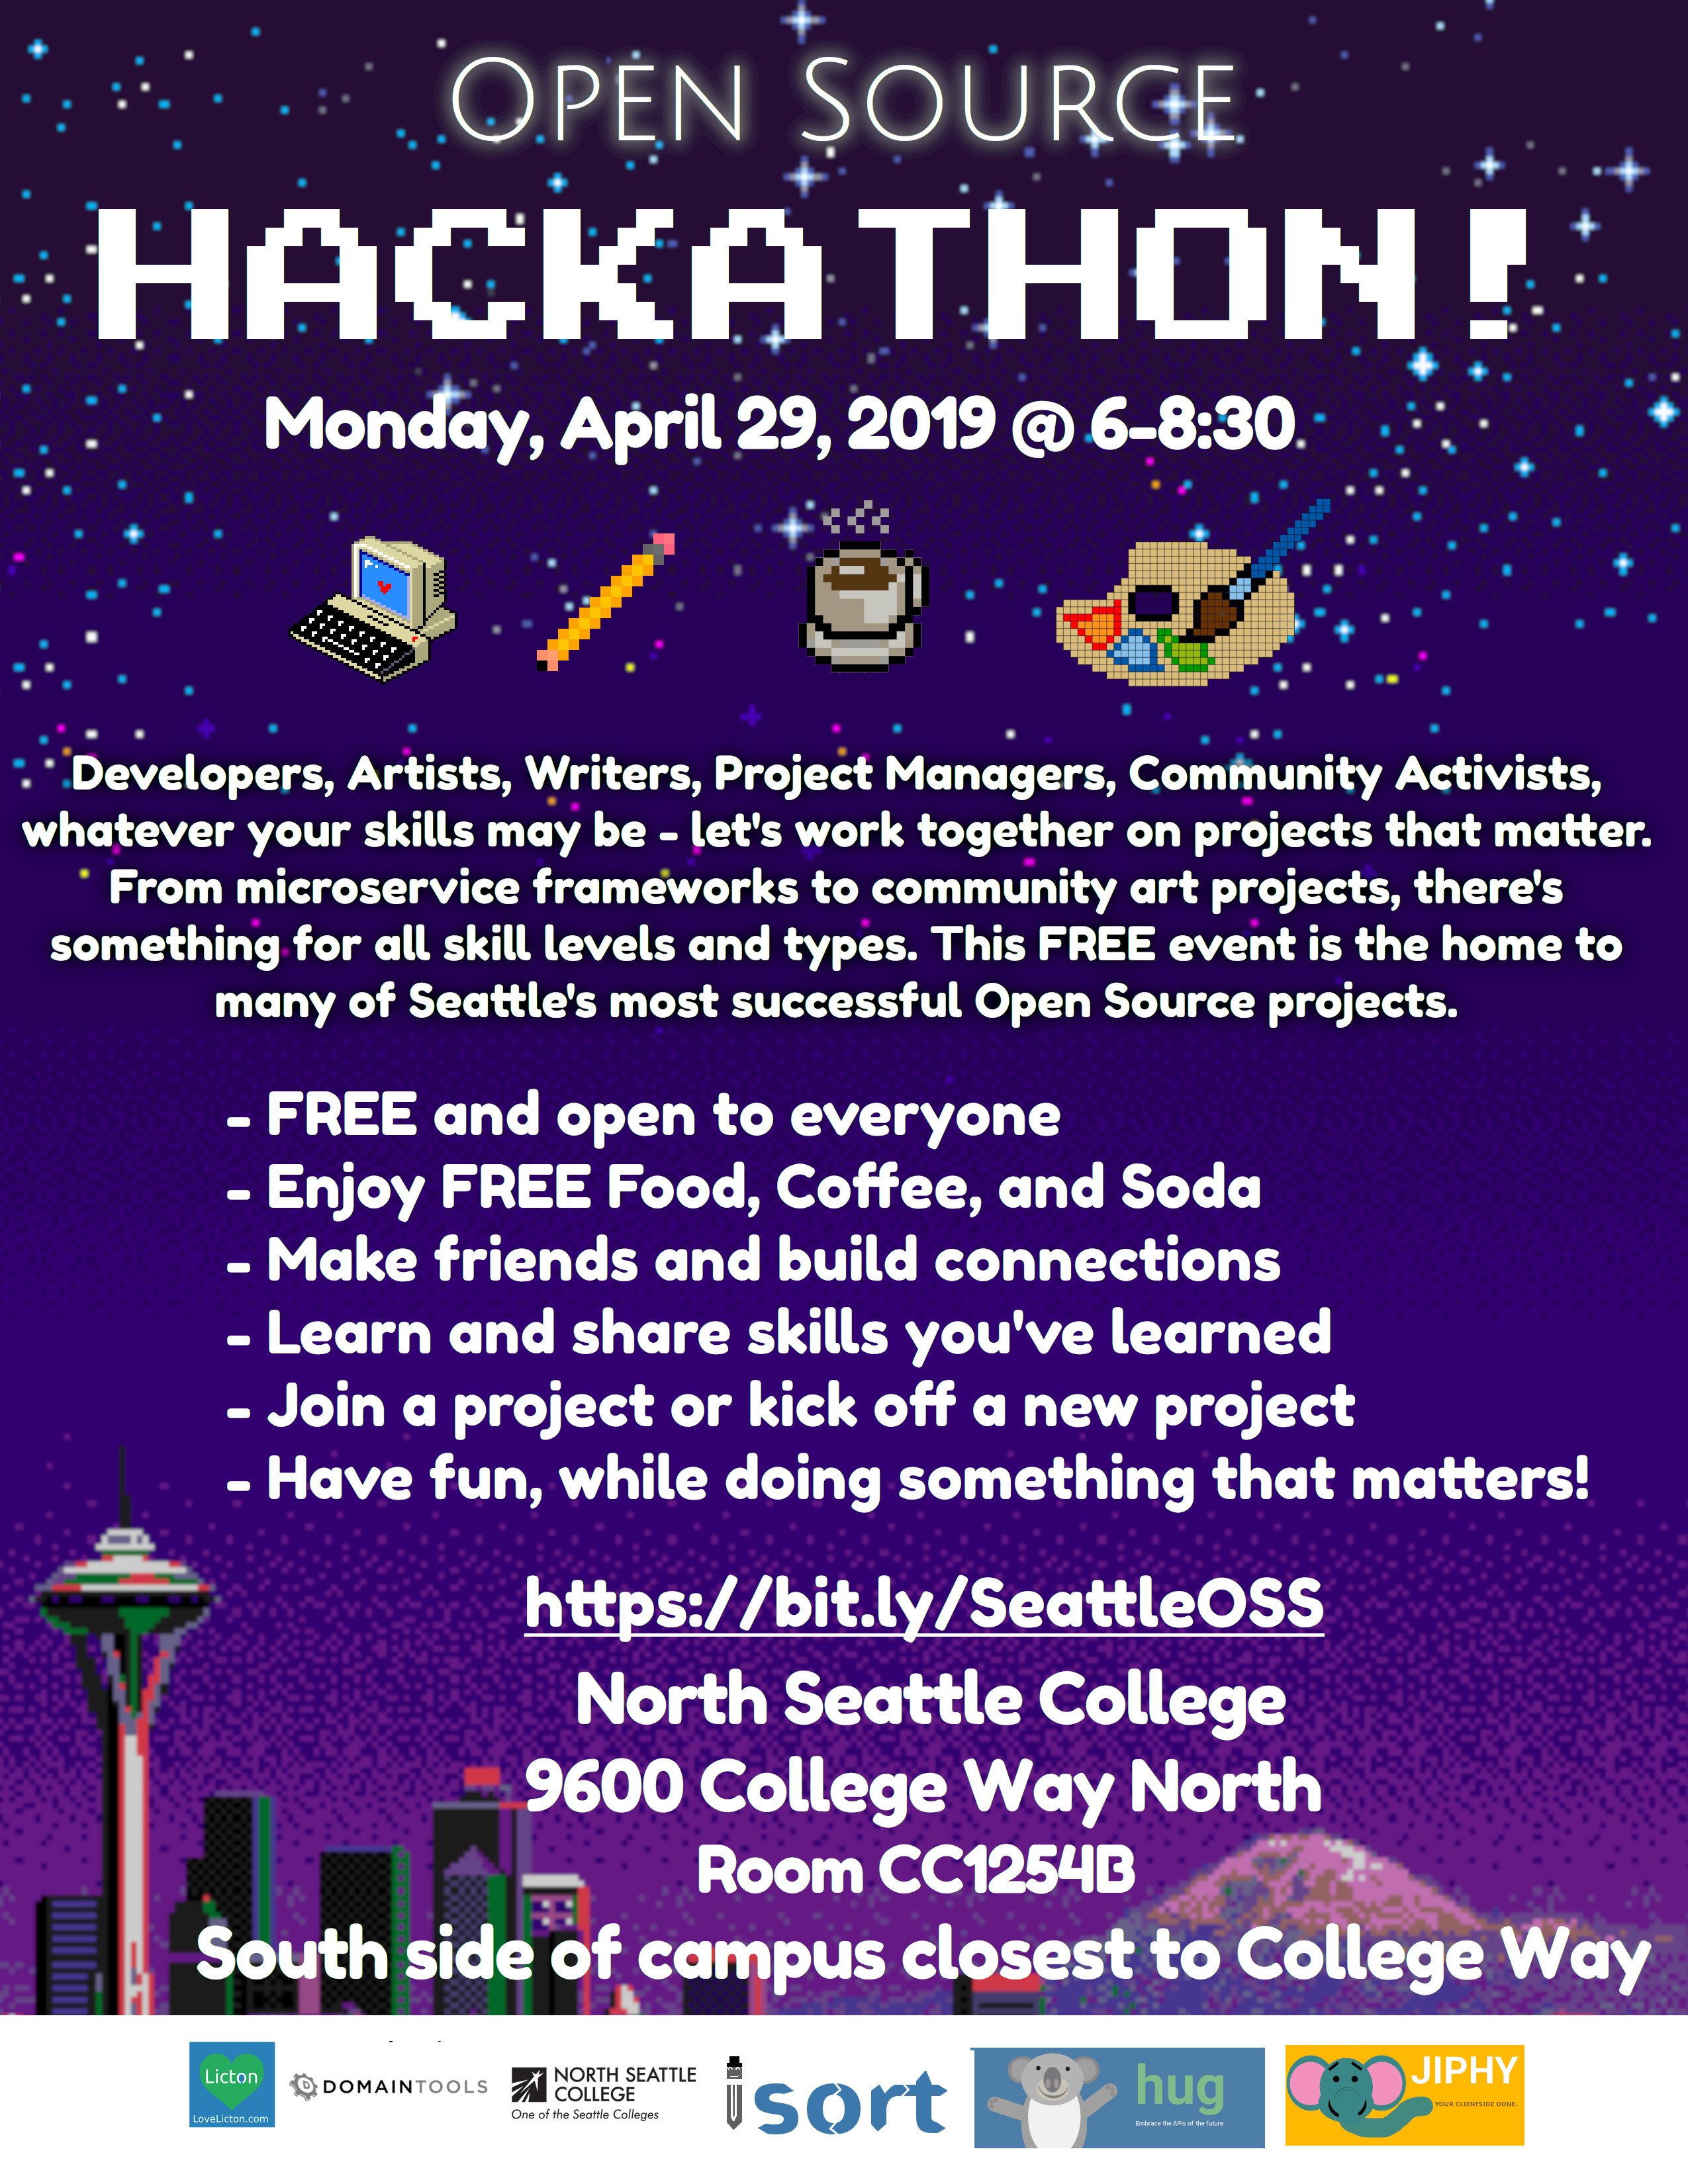 Open Source
HACKATHON!
Monday, April 29, 2019 @ 6-8:30
Developers, Artists, Writers, Project Managers, Community Activists,
whatever your skills may be - let's work together on projects that matter.
From microservice frameworks to community art projects, there's
something for all skill levels and types. This FREE event is the home to
many of Seattle's most successful Open Source projects.
- FREE and open to everyone
- Enjoy FREE Food, Coffee, and Soda
- Make friends and build connections
- Learn and share skills you've learned
- Join a project or kick off a new project
- Have fun, while doing something that matters!
https://bit.ly/SeattleOSS
North Seattle College
9600 College Way North
Room CC1254B
South side of campus closest to College Way
Licton
LoveLicton.com
DOMAINTOOLS
NORTH SEATTLE
COLLEGE
One of the Seattle Colleges
isort
hug
Embrace the APIs of the future
JIPHY
YOUR CLIENTSIDE DONE.